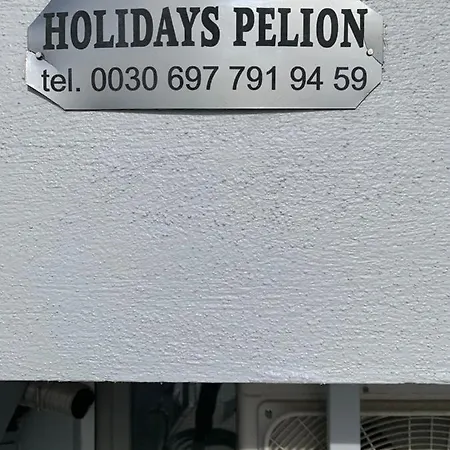 HOLIDAYS PELION
tel. 0030 697 791 94 59